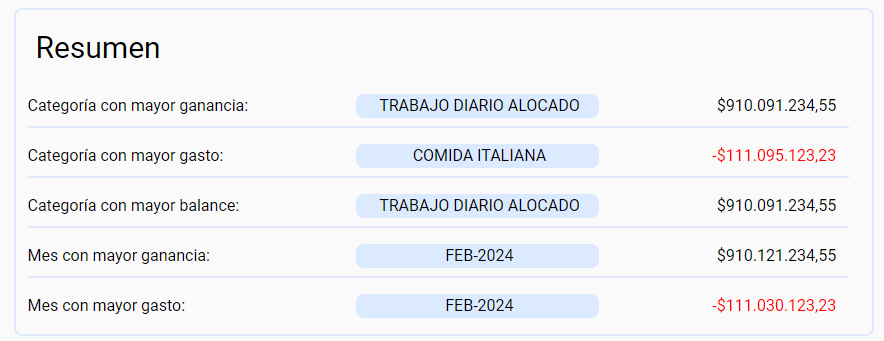 Resumen
Categoría con mayor ganancia: TRABAJO DIARIO ALOCADO $910.091.234,55
Categoría con mayor gasto: COMIDA ITALIANA -$111.095.123,23
Categoría con mayor balance: TRABAJO DIARIO ALOCADO $910.091.234,55
Mes con mayor ganancia: FEB-2024 $910.121.234,55
Mes con mayor gasto: FEB-2024 -$111.030.123,23